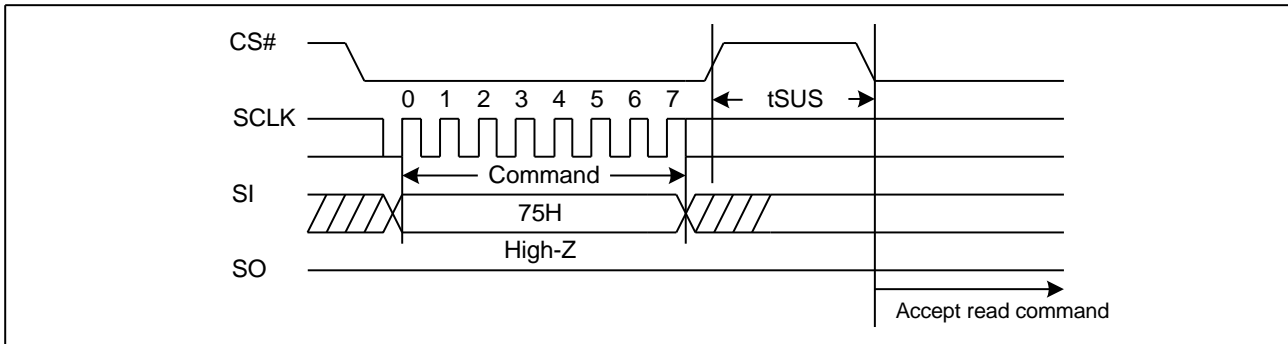 CS#
tSUS
0 1 2 3 4 5 6 7
SCLK
Command
SI
75H
High-Z
SO
Accept read command